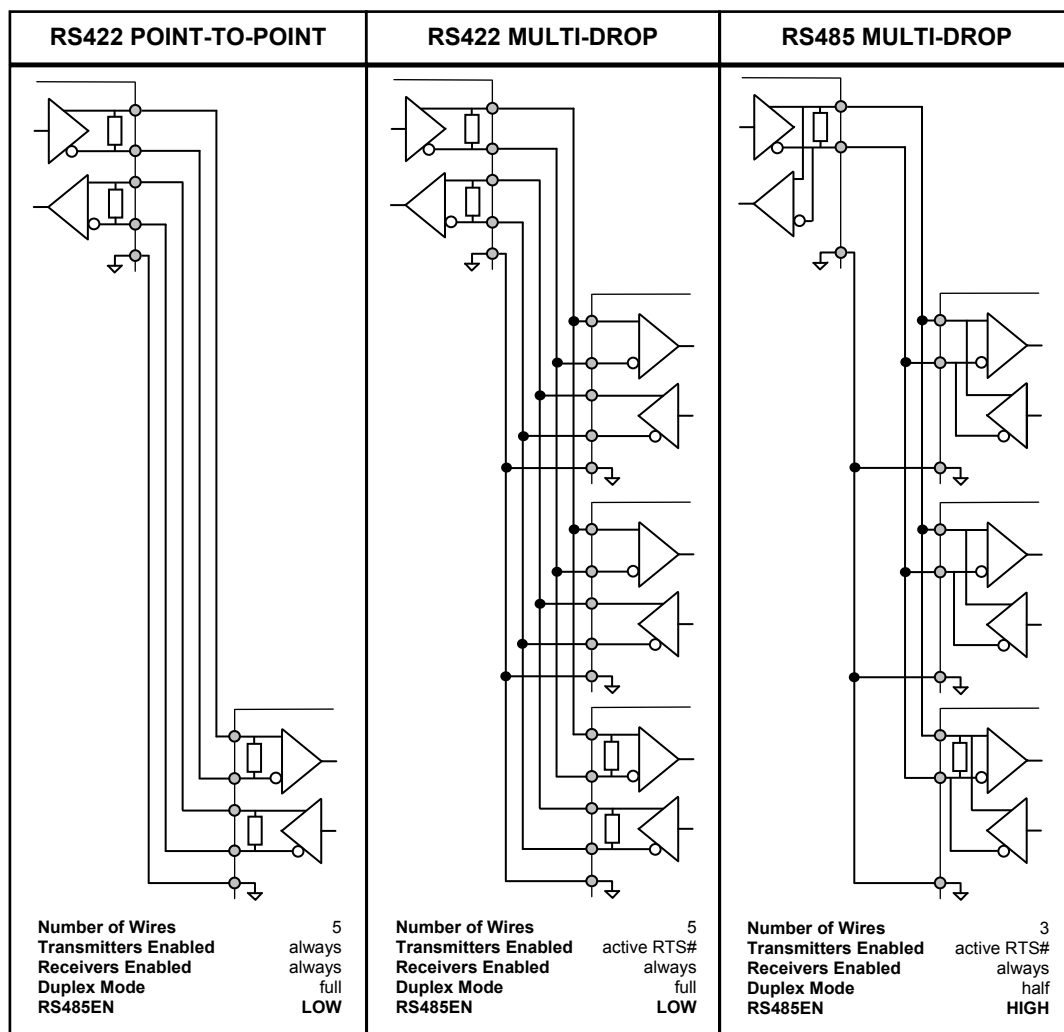 RS422 POINT-TO-POINT
RS422 MULTI-DROP
RS485 MULTI-DROP
Number of Wires 5
Transmitters Enabled always
Receivers Enabled always
Duplex Mode full
RS485EN LOW
Number of Wires 5
Transmitters Enabled active RTS#
Receivers Enabled always
Duplex Mode full
RS485EN LOW
Number of Wires 3
Transmitters Enabled active RTS#
Receivers Enabled always
Duplex Mode half
RS485EN HIGH